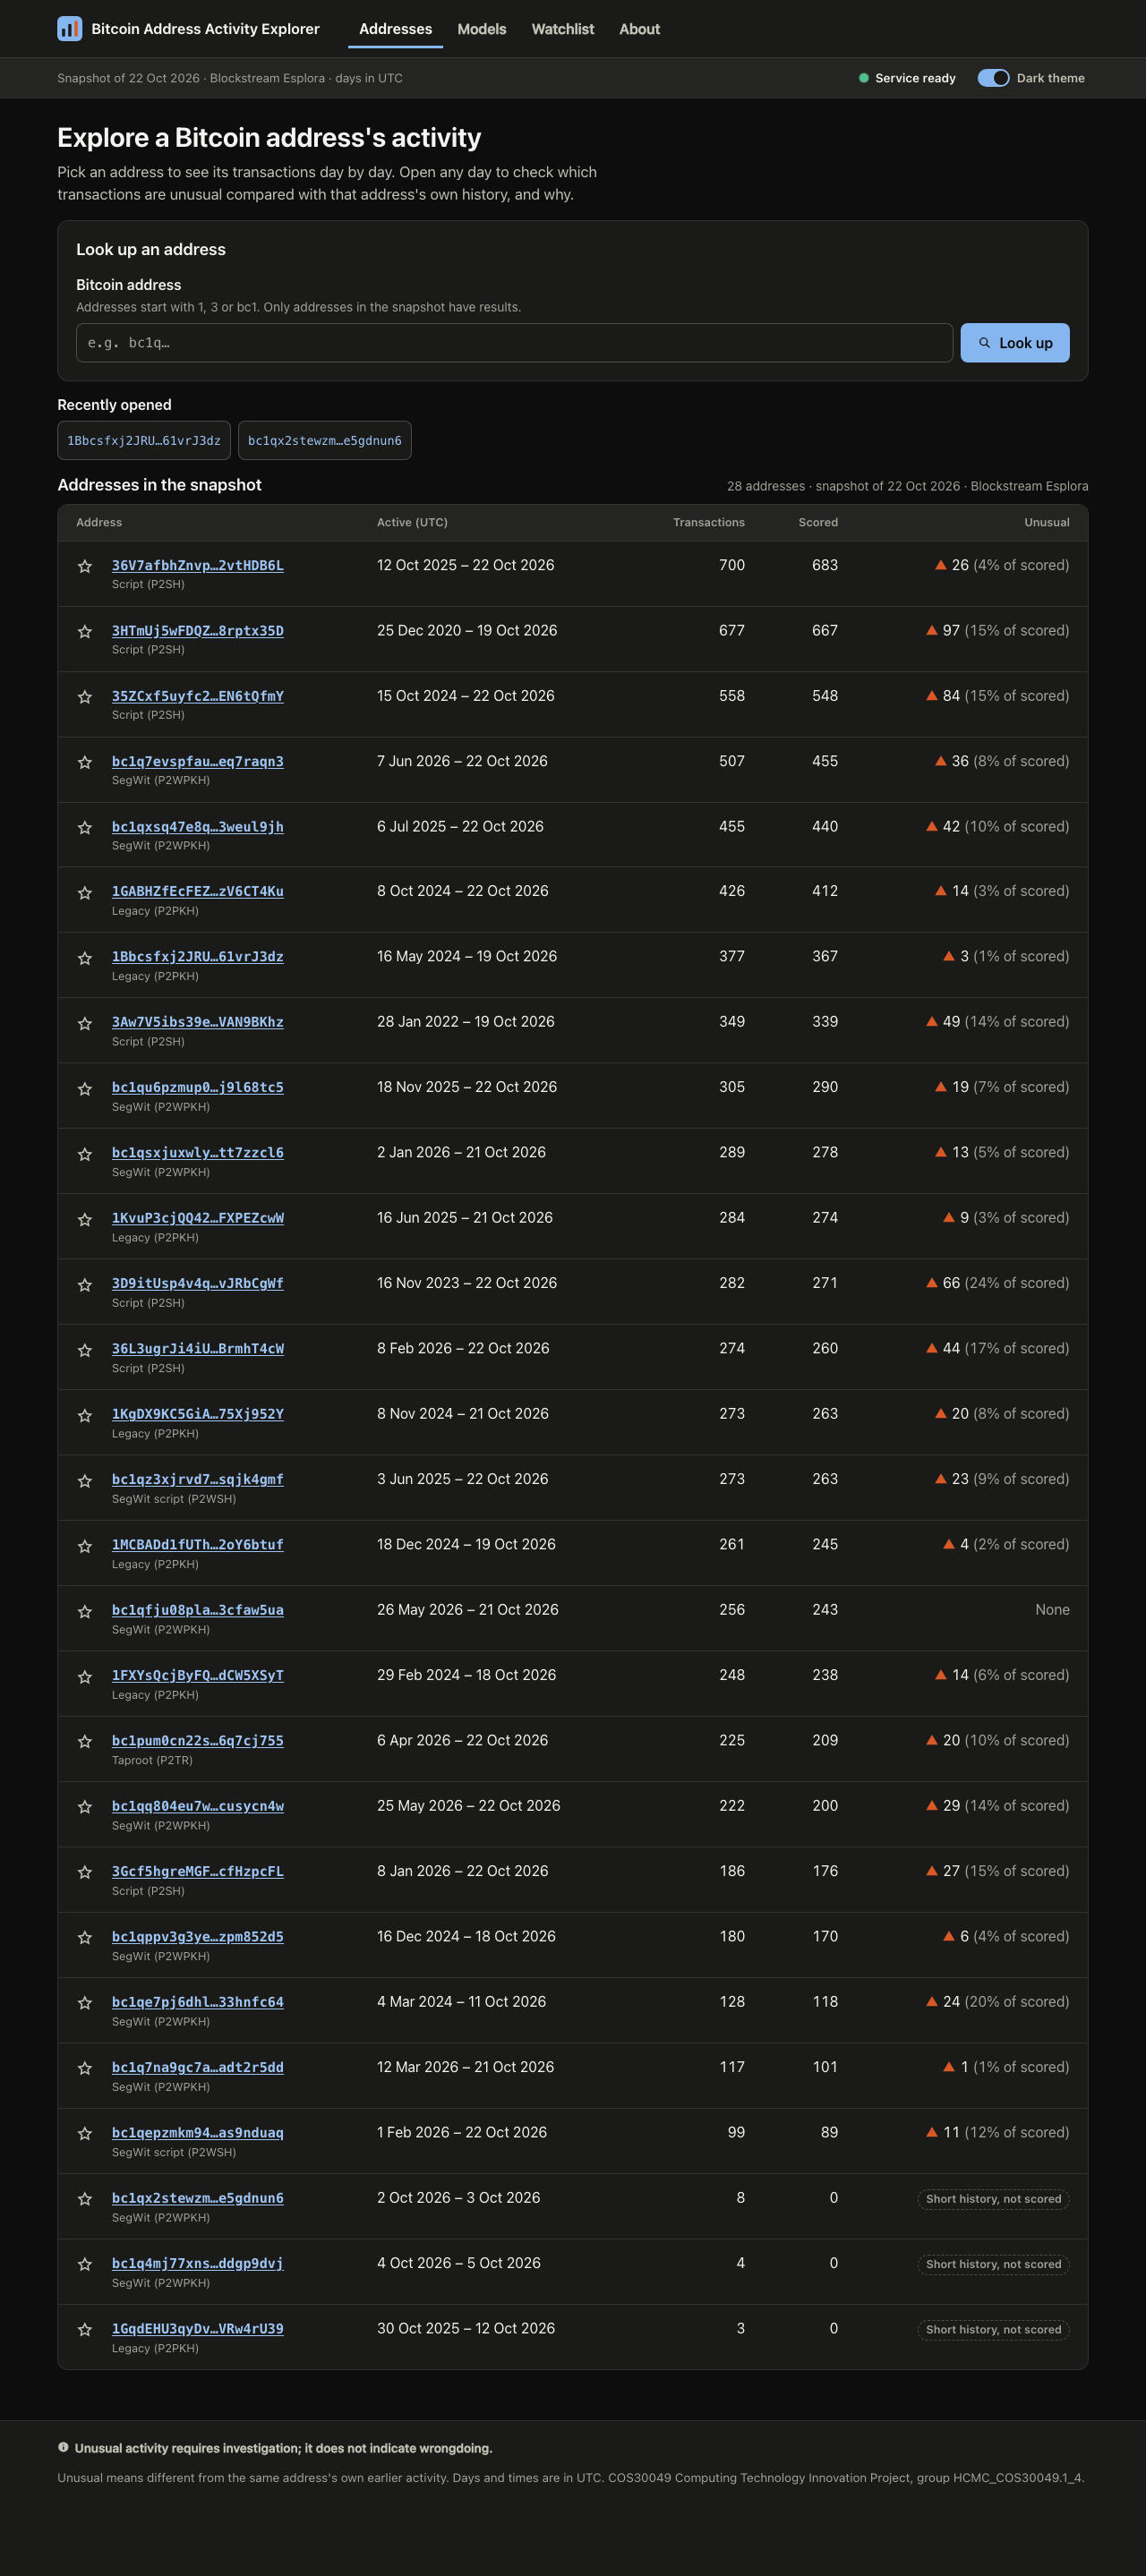 Bitcoin Address Activity Explorer Addresses Models Watchlist About
Snapshot of 22 Oct 2026 · Blockstream Esplora · days in UTC Service ready Dark theme
Explore a Bitcoin address's activity
Pick an address to see its transactions day by day. Open any day to check which
transactions are unusual compared with that address's own history, and why.
Look up an address
Bitcoin address
Addresses start with 1, 3 or bc1. Only addresses in the snapshot have results.
e.g. bc1q… Look up
Recently opened
1Bbcsfxj2JRU…61vrJ3dz bc1qx2stewzm…e5gdnun6
Addresses in the snapshot 28 addresses · snapshot of 22 Oct 2026 · Blockstream Esplora
Address Active (UTC) Transactions Scored Unusual
36V7afbhZnvp…2vtHDB6L 12 Oct 2025 – 22 Oct 2026 700 683 ▲ 26 (4% of scored)
Script (P2SH)
3HTmUj5wFDQZ…8rptx35D 25 Dec 2020 – 19 Oct 2026 677 667 ▲ 97 (15% of scored)
Script (P2SH)
35ZCxf5uyfc2…EN6tQfmY 15 Oct 2024 – 22 Oct 2026 558 548 ▲ 84 (15% of scored)
Script (P2SH)
bc1q7evspfau…eq7raqn3 7 Jun 2026 – 22 Oct 2026 507 455 ▲ 36 (8% of scored)
SegWit (P2WPKH)
bc1qxsq47e8q…3weul9jh 6 Jul 2025 – 22 Oct 2026 455 440 ▲ 42 (10% of scored)
SegWit (P2WPKH)
1GABHZfEcFEZ…zV6CT4Ku 8 Oct 2024 – 22 Oct 2026 426 412 ▲ 14 (3% of scored)
Legacy (P2PKH)
1Bbcsfxj2JRU…61vrJ3dz 16 May 2024 – 19 Oct 2026 377 367 ▲ 3 (1% of scored)
Legacy (P2PKH)
3Aw7V5ibs39e…VAN9BKhz 28 Jan 2022 – 19 Oct 2026 349 339 ▲ 49 (14% of scored)
Script (P2SH)
bc1qu6pzmup0…j9l68tc5 18 Nov 2025 – 22 Oct 2026 305 290 ▲ 19 (7% of scored)
SegWit (P2WPKH)
bc1qsxjuxwly…tt7zzcl6 2 Jan 2026 – 21 Oct 2026 289 278 ▲ 13 (5% of scored)
SegWit (P2WPKH)
1KvuP3cjQQ42…FXPEZcwW 16 Jun 2025 – 21 Oct 2026 284 274 ▲ 9 (3% of scored)
Legacy (P2PKH)
3D9itUsp4v4q…vJRbCgWf 16 Nov 2023 – 22 Oct 2026 282 271 ▲ 66 (24% of scored)
Script (P2SH)
36L3ugrJi4iU…BrmhT4cW 8 Feb 2026 – 22 Oct 2026 274 260 ▲ 44 (17% of scored)
Script (P2SH)
1KgDX9KC5GiA…75Xj952Y 8 Nov 2024 – 21 Oct 2026 273 263 ▲ 20 (8% of scored)
Legacy (P2PKH)
bc1qz3xjrvd7…sqjk4gmf 3 Jun 2025 – 22 Oct 2026 273 263 ▲ 23 (9% of scored)
SegWit script (P2WSH)
1MCBADd1fUTh…2oY6btuf 18 Dec 2024 – 19 Oct 2026 261 245 ▲ 4 (2% of scored)
Legacy (P2PKH)
bc1qfju08pla…3cfaw5ua 26 May 2026 – 21 Oct 2026 256 243 None
SegWit (P2WPKH)
1FXYsQcjByFQ…dCW5XSyT 29 Feb 2024 – 18 Oct 2026 248 238 ▲ 14 (6% of scored)
Legacy (P2PKH)
bc1pum0cn22s…6q7cj755 6 Apr 2026 – 22 Oct 2026 225 209 ▲ 20 (10% of scored)
Taproot (P2TR)
bc1qq804eu7w…cusycn4w 25 May 2026 – 22 Oct 2026 222 200 ▲ 29 (14% of scored)
SegWit (P2WPKH)
3Gcf5hgreMGF…cfHzpcFL 8 Jan 2026 – 22 Oct 2026 186 176 ▲ 27 (15% of scored)
Script (P2SH)
bc1qppv3g3ye…zpm852d5 16 Dec 2024 – 18 Oct 2026 180 170 ▲ 6 (4% of scored)
SegWit (P2WPKH)
bc1qe7pj6dhl…33hnfc64 4 Mar 2024 – 11 Oct 2026 128 118 ▲ 24 (20% of scored)
SegWit (P2WPKH)
bc1q7na9gc7a…adt2r5dd 12 Mar 2026 – 21 Oct 2026 117 101 ▲ 1 (1% of scored)
SegWit (P2WPKH)
bc1qepzmkm94…as9nduaq 1 Feb 2026 – 22 Oct 2026 99 89 ▲ 11 (12% of scored)
SegWit script (P2WSH)
bc1qx2stewzm…e5gdnun6 2 Oct 2026 – 3 Oct 2026 8 0 Short history, not scored
SegWit (P2WPKH)
bc1q4mj77xns…ddgp9dvj 4 Oct 2026 – 5 Oct 2026 4 0 Short history, not scored
SegWit (P2WPKH)
1GqdEHU3qyDv…VRw4rU39 30 Oct 2025 – 12 Oct 2026 3 0 Short history, not scored
Legacy (P2PKH)
Unusual activity requires investigation; it does not indicate wrongdoing.
Unusual means different from the same address's own earlier activity. Days and times are in UTC. COS30049 Computing Technology Innovation Project, group HCMC_COS30049.1_4.